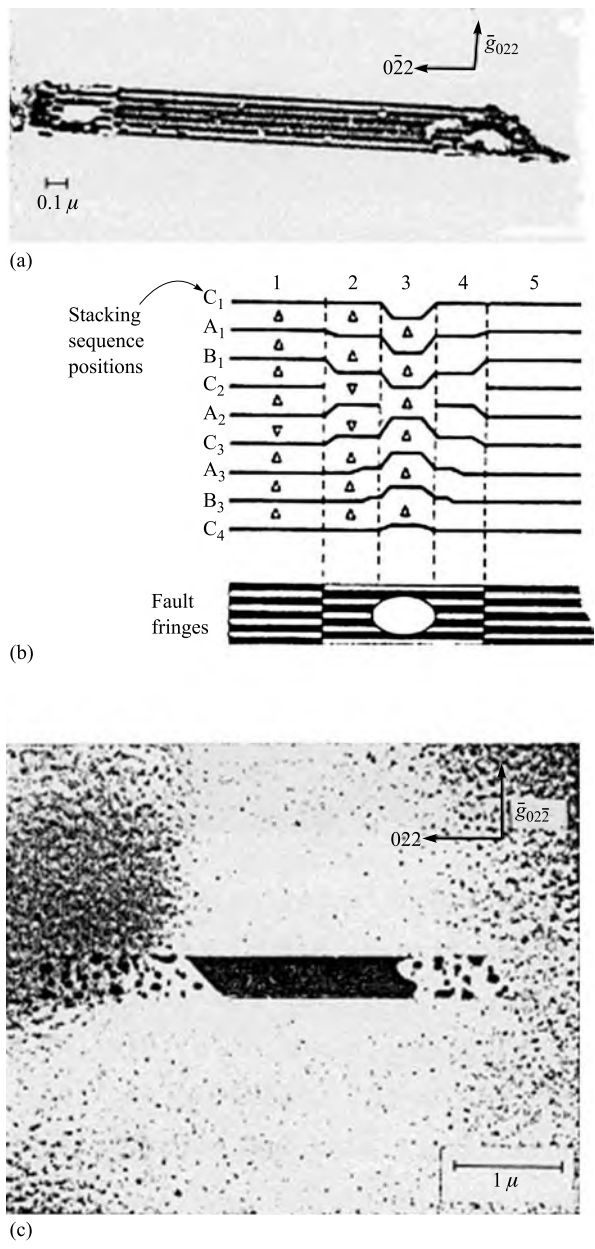 ḡ022
02̄2
0.1 μ
(a)
1 2 3 4 5
Stacking
sequence
positions
C1
A1
B1
C2
A2
C3
A3
B3
C4
Fault
fringes
(b)
ḡ022̄
022
1 μ
(c)